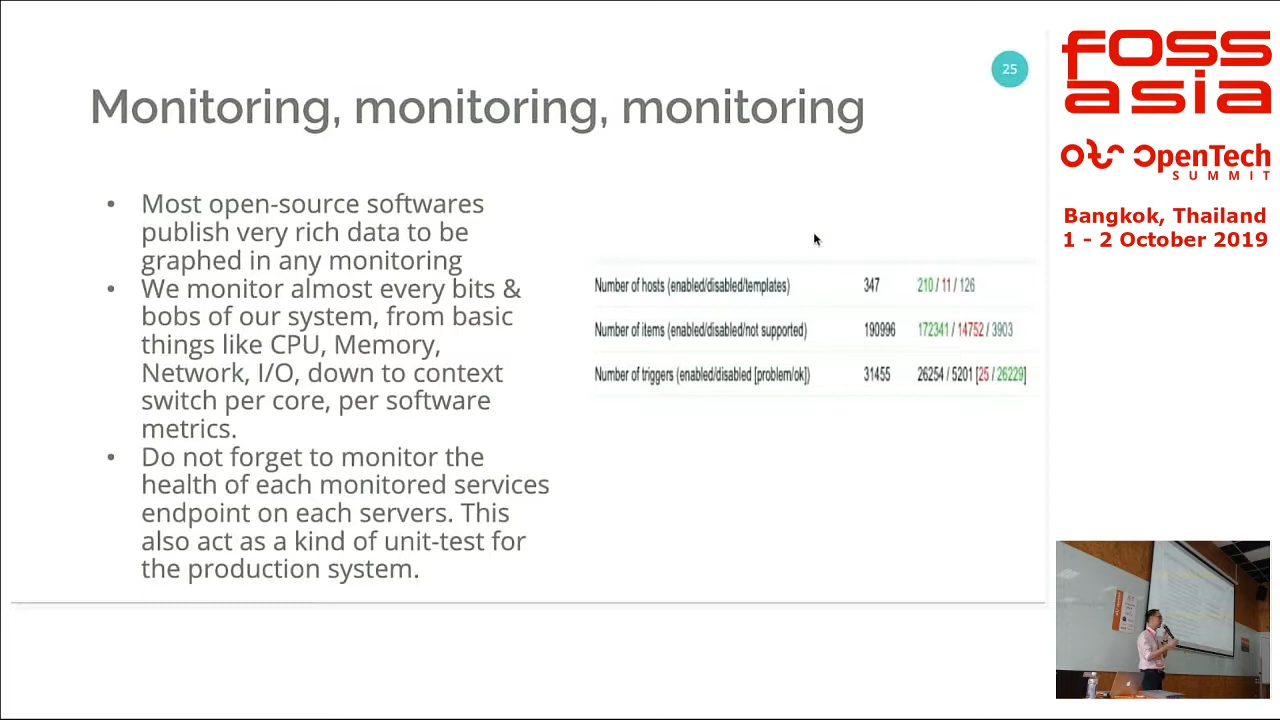 25
Monitoring, monitoring, monitoring
• Most open-source softwares
publish very rich data to be
graphed in any monitoring
• We monitor almost every bits &
bobs of our system, from basic
things like CPU, Memory,
Network, I/O, down to context
switch per core, per software
metrics.
• Do not forget to monitor the
health of each monitored services
endpoint on each servers. This
also act as a kind of unit-test for
the production system.
Number of hosts (enabled/disabled/templates) 347 210 / 11 / 126
Number of items (enabled/disabled/not supported) 190996 172341 / 14752 / 3903
Number of triggers (enabled/disabled [problem/ok]) 31455 26254 / 5201 [25 / 26229]
foss
asia
OpenTech
SUMMIT
Bangkok, Thailand
1 - 2 October 2019